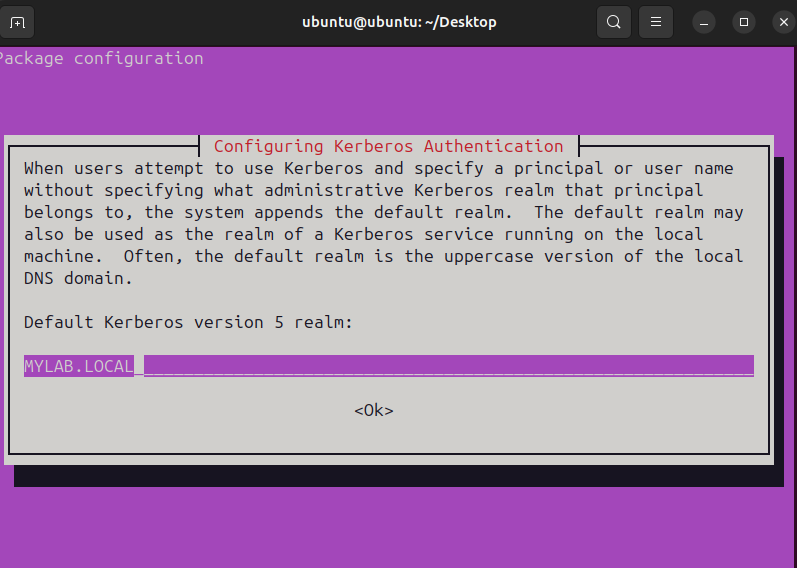 ubuntu@ubuntu: ~/Desktop
Package configuration
Configuring Kerberos Authentication
When users attempt to use Kerberos and specify a principal or user name
without specifying what administrative Kerberos realm that principal
belongs to, the system appends the default realm.  The default realm may
also be used as the realm of a Kerberos service running on the local
machine.  Often, the default realm is the uppercase version of the local
DNS domain.
Default Kerberos version 5 realm:
MYLAB.LOCAL
<Ok>